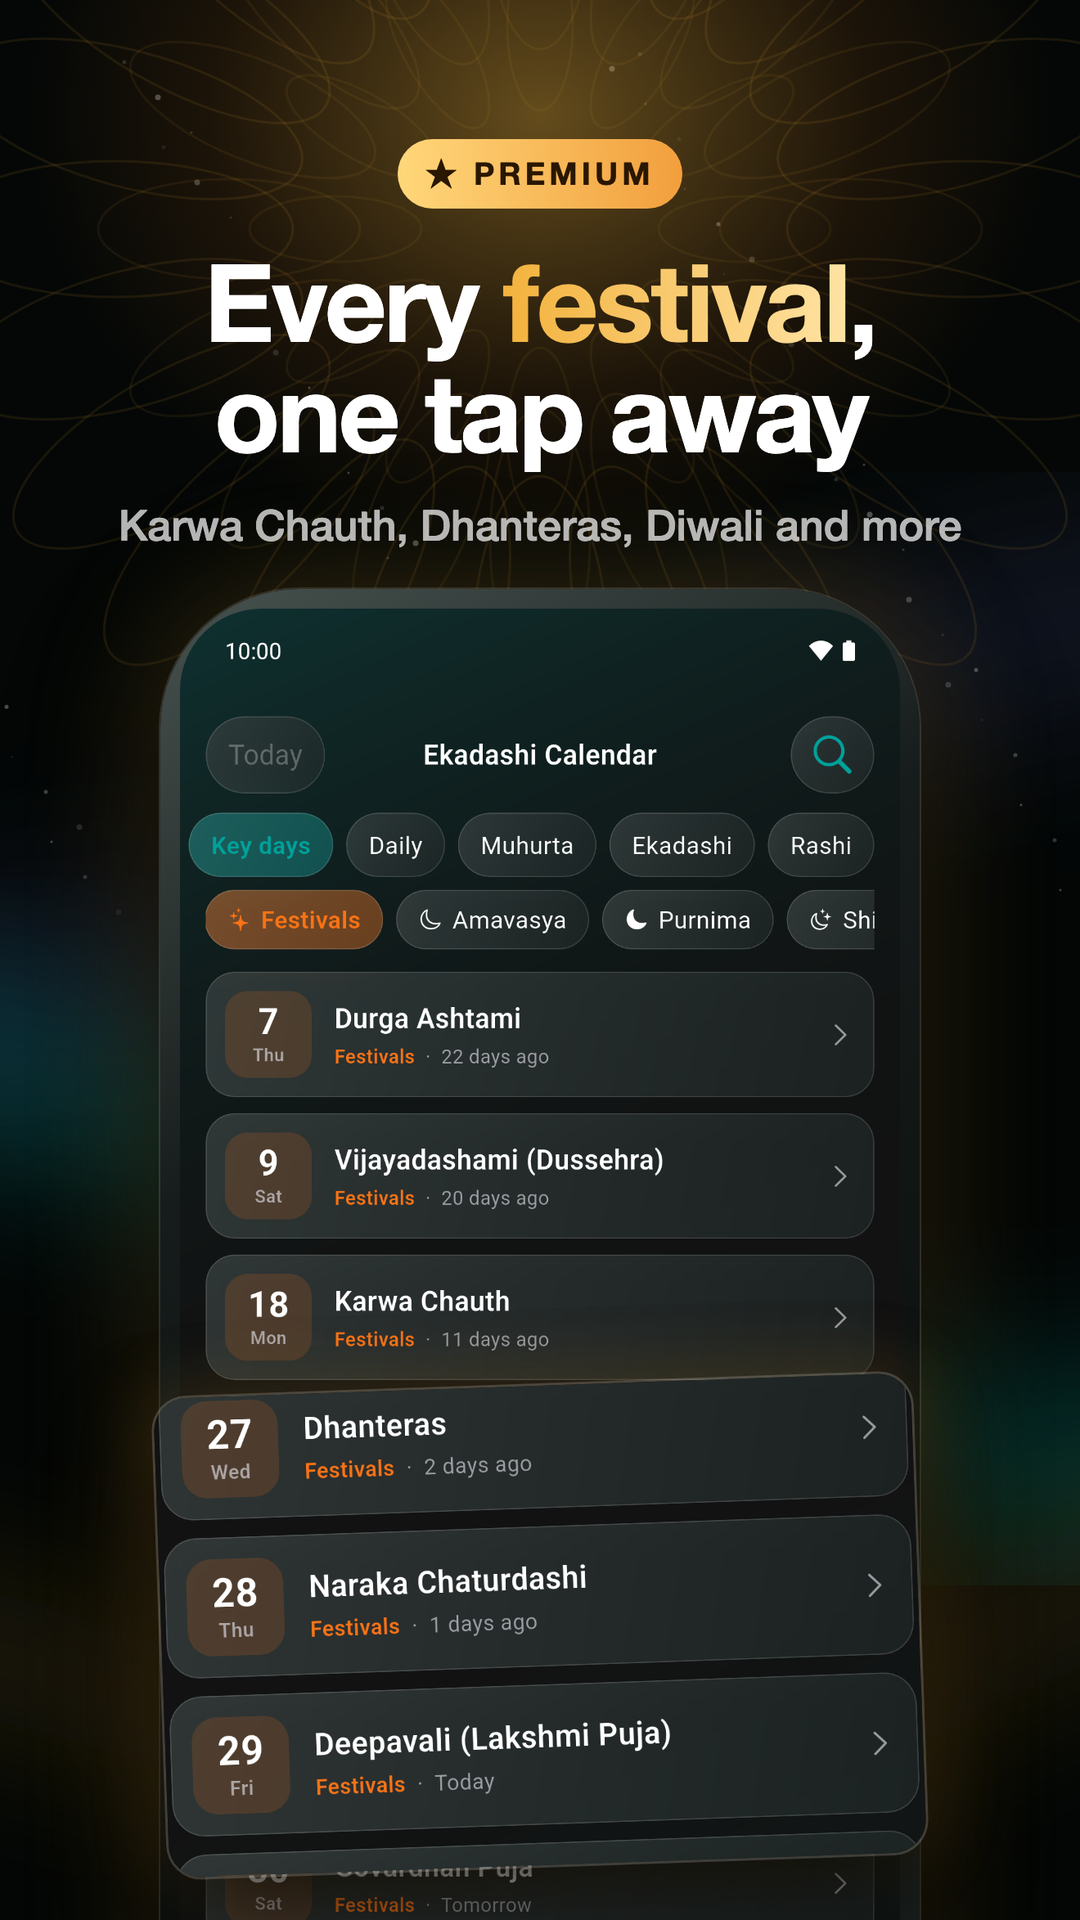 ★ PREMIUM
Every festival,
one tap away
Karwa Chauth, Dhanteras, Diwali and more
10:00
Today
Ekadashi Calendar
Key days
Daily
Muhurta
Ekadashi
Rashi
Festivals
Amavasya
Purnima
Shi
7
Thu
Durga Ashtami
Festivals · 22 days ago
9
Sat
Vijayadashami (Dussehra)
Festivals · 20 days ago
18
Mon
Karwa Chauth
Festivals · 11 days ago
27
Wed
Dhanteras
Festivals · 2 days ago
28
Thu
Naraka Chaturdashi
Festivals · 1 days ago
29
Fri
Deepavali (Lakshmi Puja)
Festivals · Today
Govardhan Puja
Sat
Festivals · Tomorrow